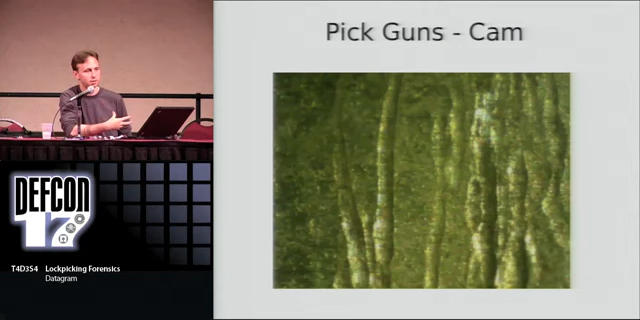 Pick Guns - Cam
DEFCON
17
T4D3S4 Lockpicking Forensics
Datagram